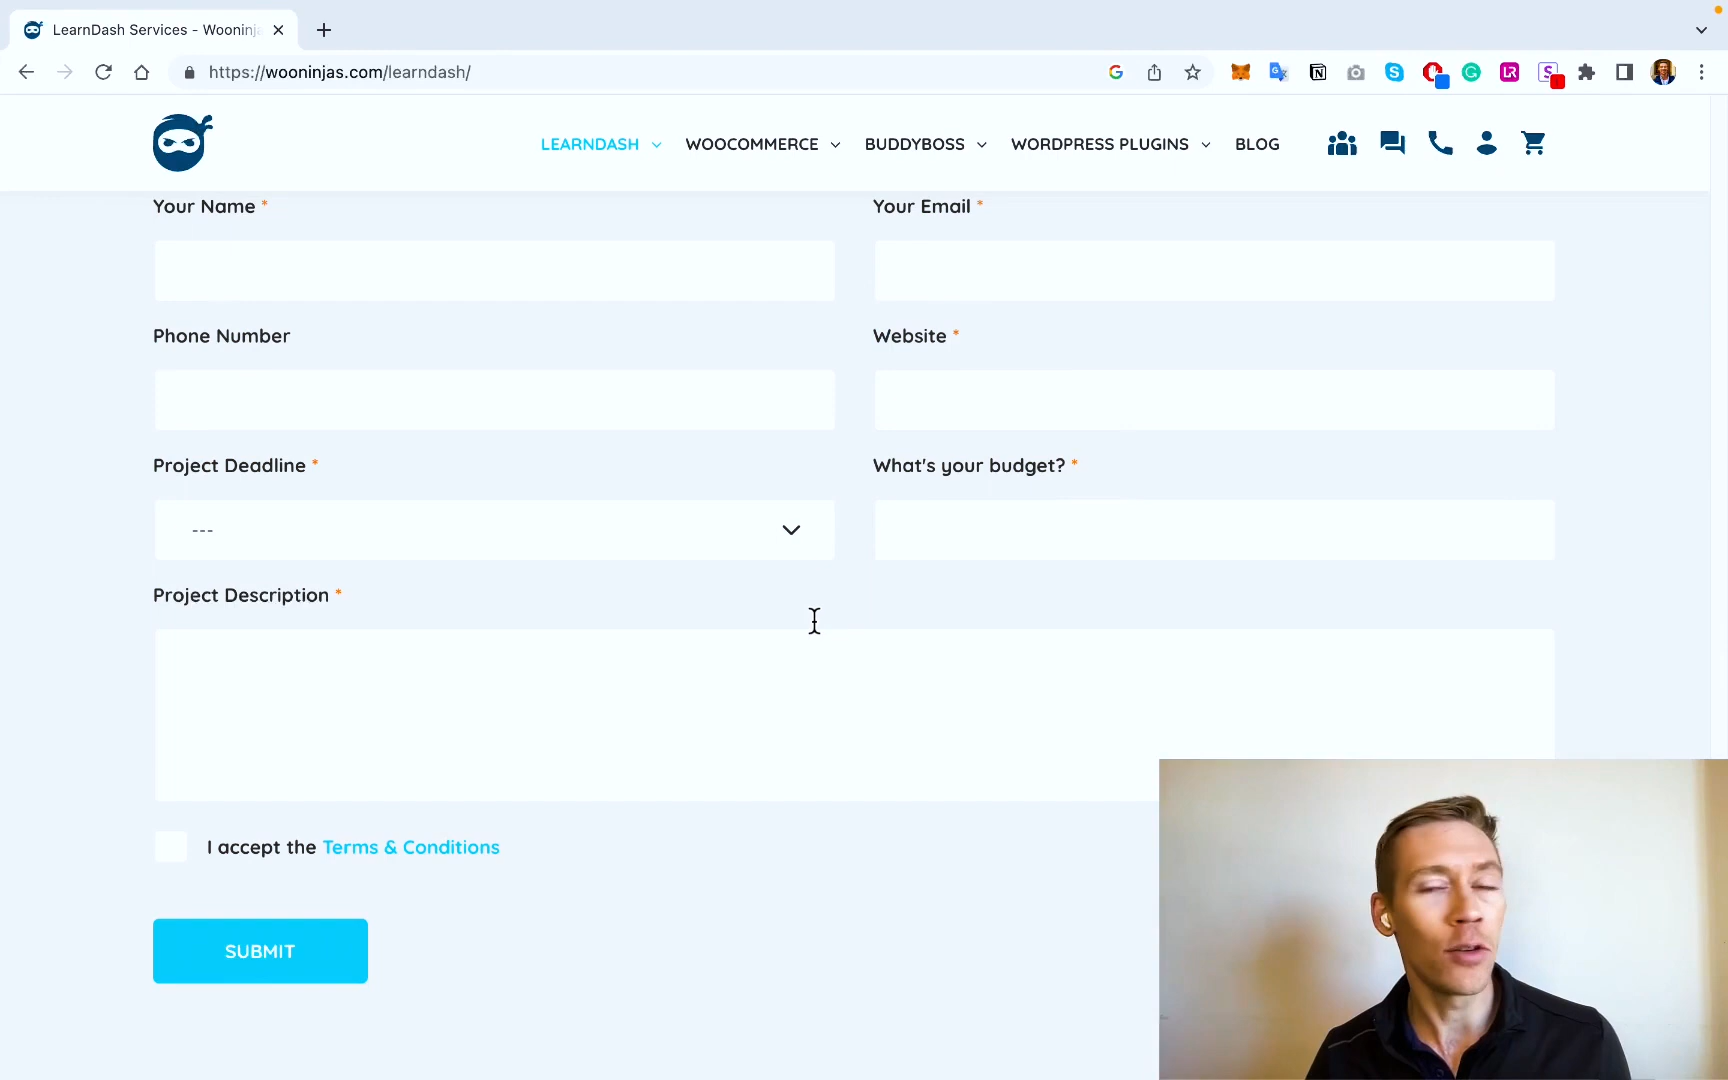 LearnDash Services - Wooninja
https://wooninjas.com/learndash/
LEARNDASH
WOOCOMMERCE
BUDDYBOSS
WORDPRESS PLUGINS
BLOG
Your Name *
Your Email *
Phone Number
Website *
Project Deadline *
What's your budget? *
---
Project Description *
I accept the Terms & Conditions
SUBMIT